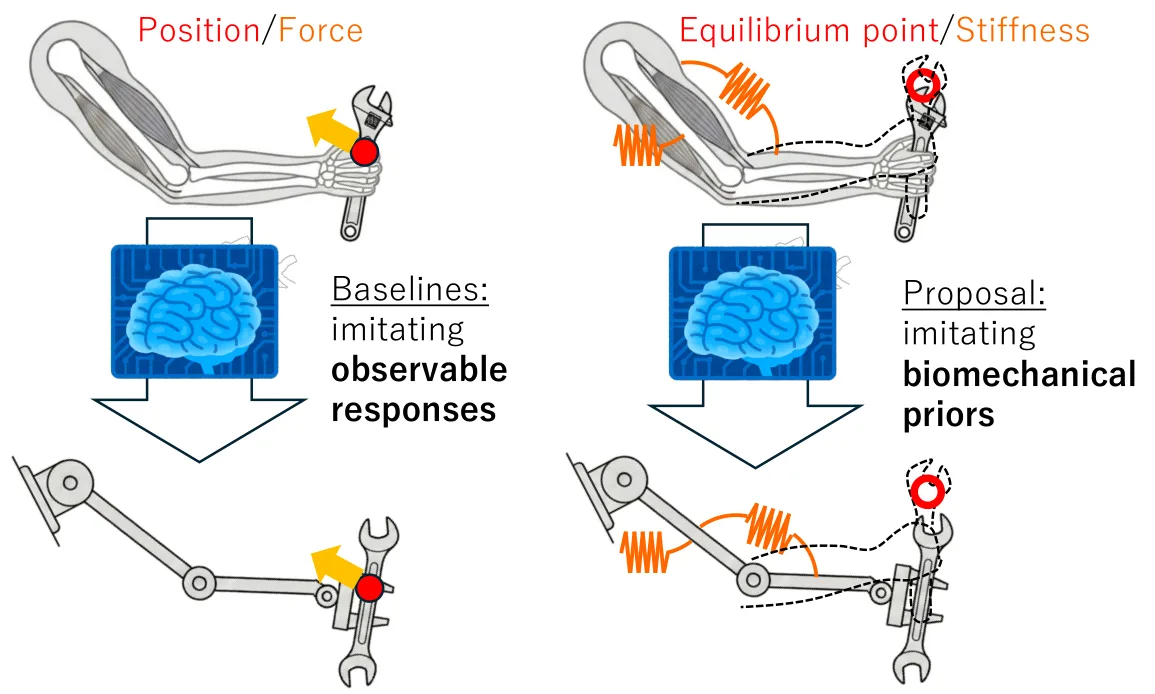 Position/Force
Equilibrium point/Stiffness
Baselines:
imitating
observable
responses
Proposal:
imitating
biomechanical
priors